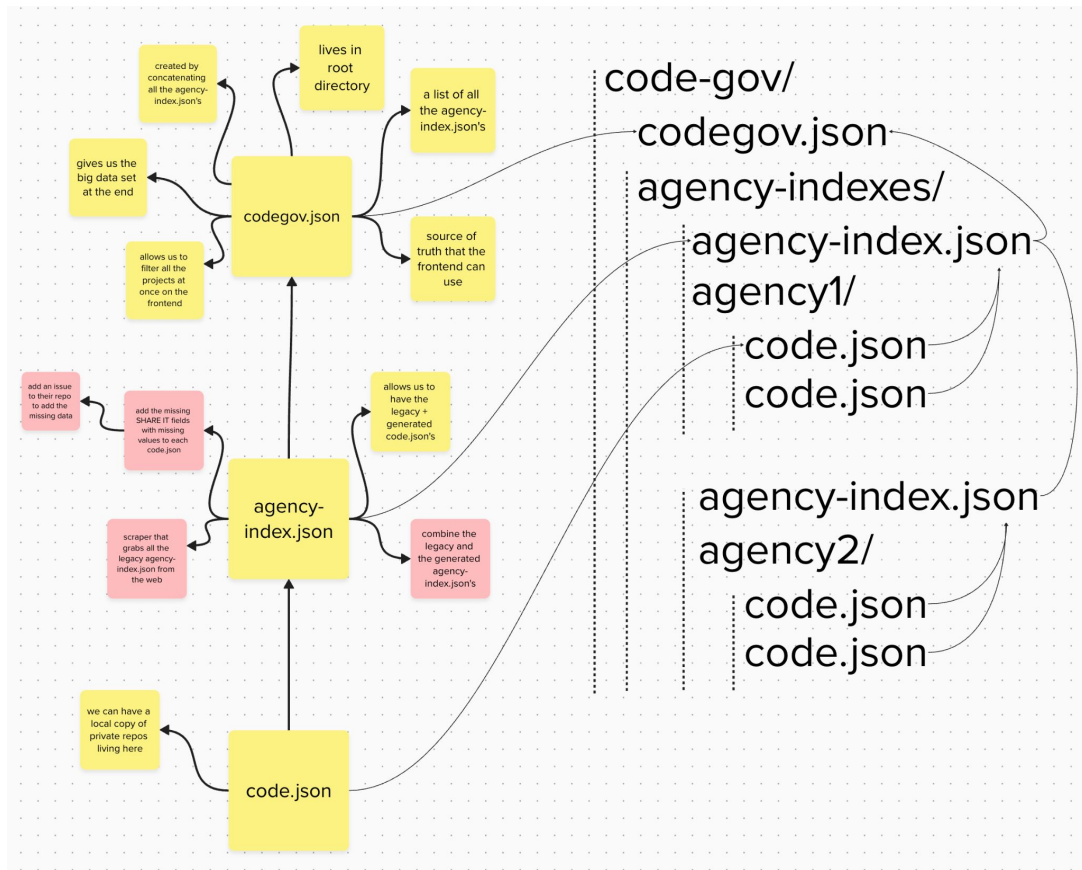 created by
concatenating
all the agency-
index.json's
lives in
root
directory
a list of all
the agency-
index.json's
gives us the
big data set
at the end
codegov.json
allows us to
filter all the
projects at
once on the
frontend
source of
truth that the
frontend can
use
add an issue
to their repo
to add the
missing data
add the missing
SHARE IT fields
with missing
values to each
code.json
allows us to
have the
legacy +
generated
code.json's
agency-
index.json
scraper that
grabs all the
legacy agency-
index.json from
the web
combine the
legacy and
the generated
agency-
index.json's
we can have a
local copy of
private repos
living here
code.json
code-gov/
codegov.json
agency-indexes/
agency-index.json
agency1/
code.json
code.json
agency-index.json
agency2/
code.json
code.json